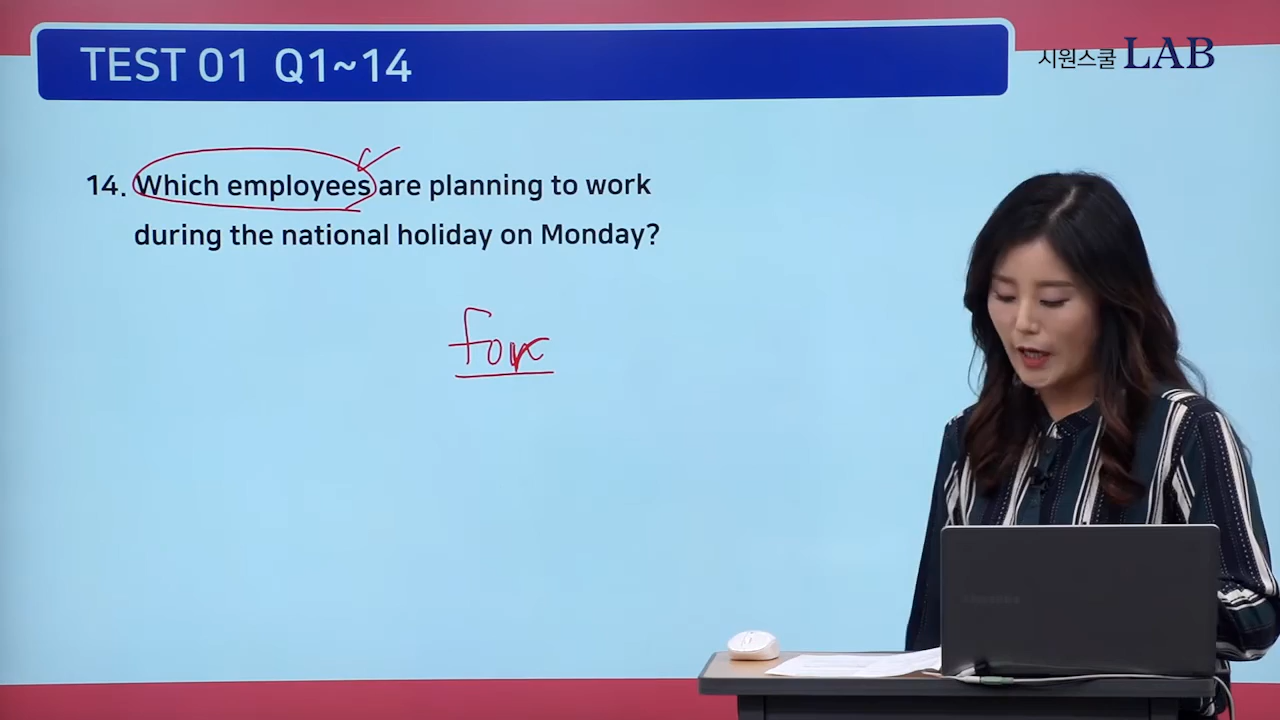 TEST 01 Q1~14
시원스쿨 LAB
14. Which employees are planning to work
during the national holiday on Monday?
for